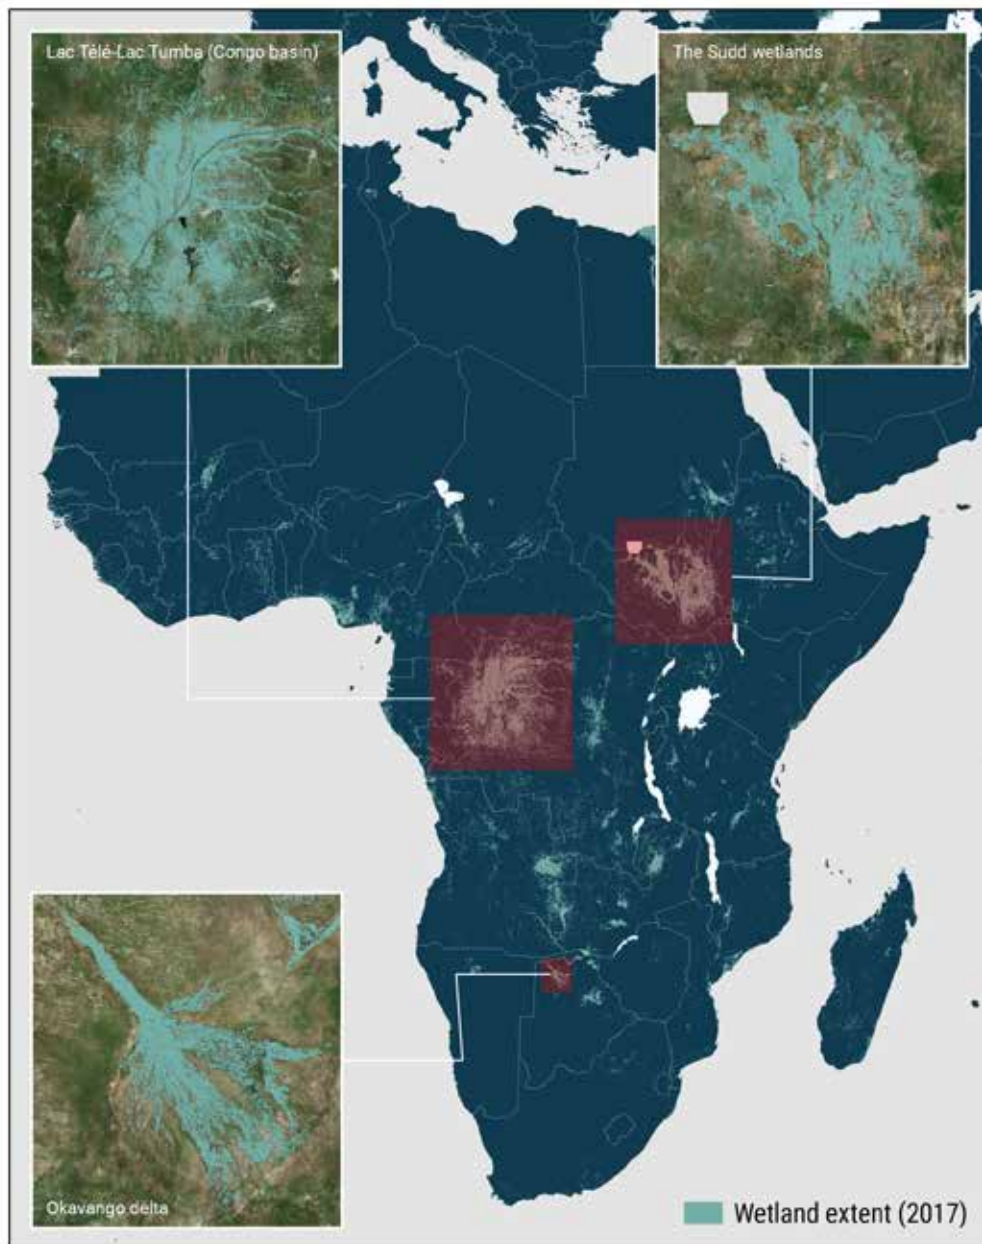 Lac Télé-Lac Tumba (Congo basin)
The Sudd wetlands
Okavango delta
Wetland extent (2017)